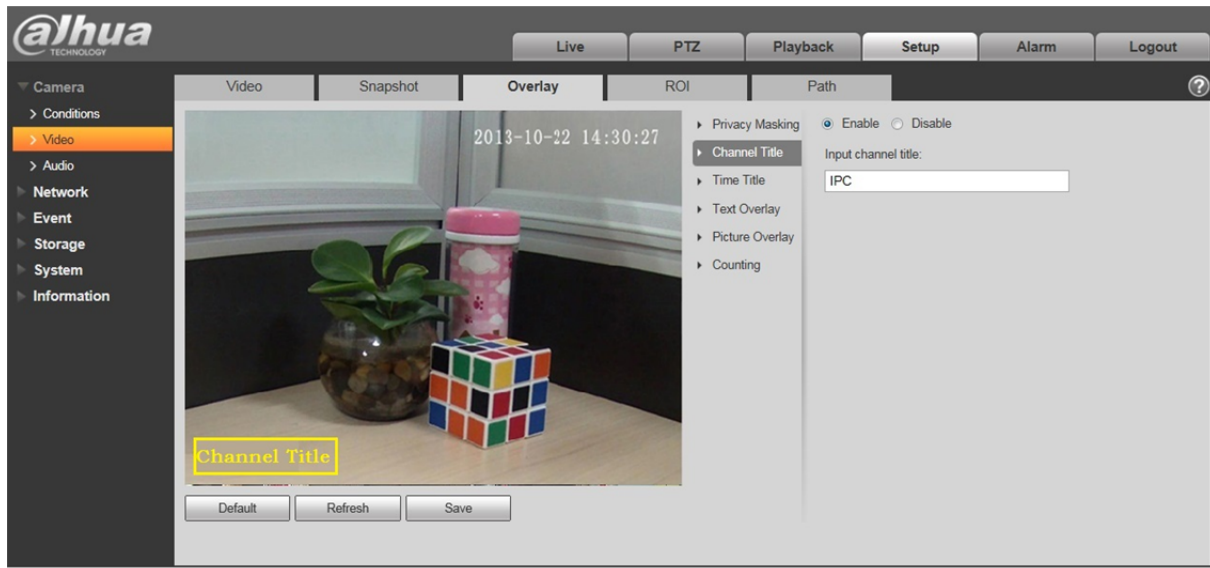 alhua
TECHNOLOGY
Live PTZ Playback Setup Alarm Logout
Camera
Conditions
Video
Audio
Network
Event
Storage
System
Information
Video Snapshot Overlay ROI Path ?
2013-10-22 14:30:27
Channel Title
Default Refresh Save
Privacy Masking
Channel Title
Time Title
Text Overlay
Picture Overlay
Counting
Enable Disable
Input channel title:
IPC